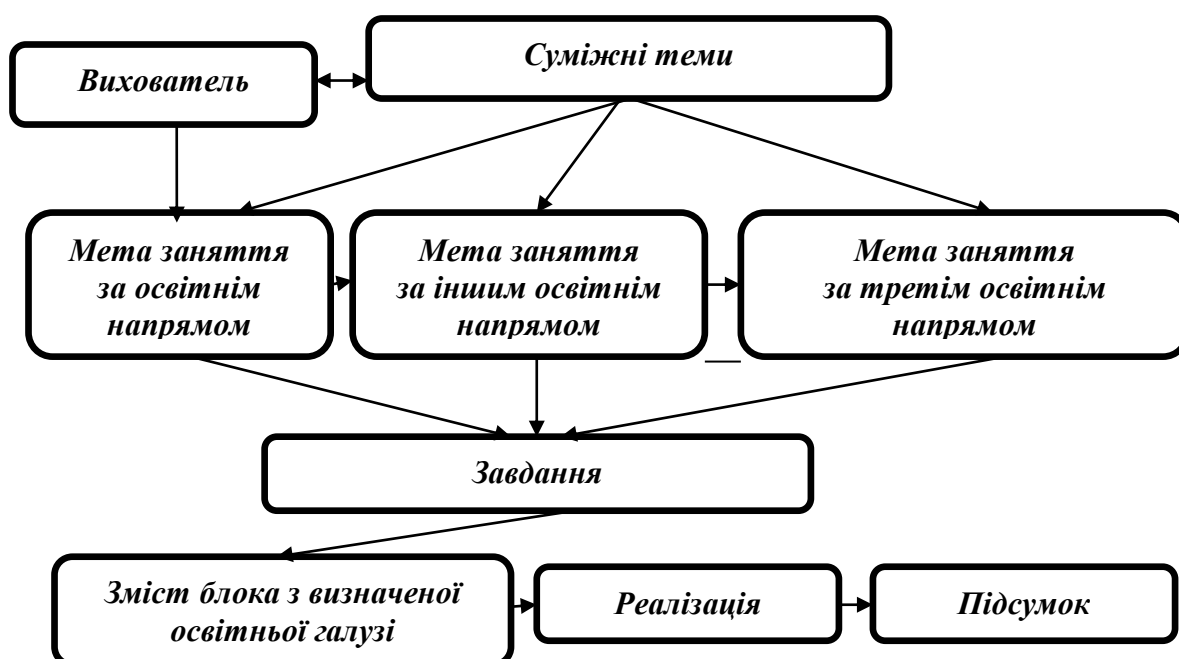 Вихователь
Суміжні теми
Мета заняття
за освітнім
напрямом
Мета заняття
за іншим освітнім
напрямом
Мета заняття
за третім освітнім
напрямом
Завдання
Зміст блока з визначеної
освітньої галузі
Реалізація
Підсумок